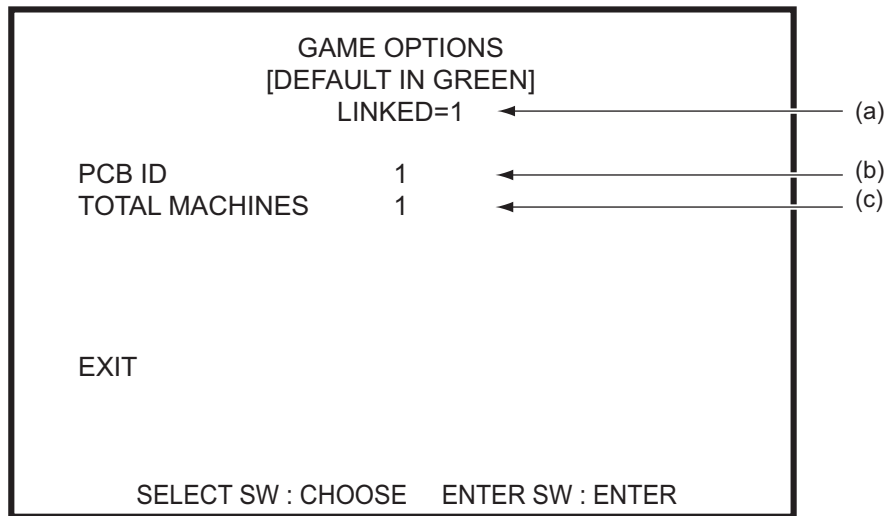 GAME OPTIONS
[DEFAULT IN GREEN]
LINKED=1 (a)
PCB ID 1 (b)
TOTAL MACHINES 1 (c)
EXIT
SELECT SW : CHOOSE ENTER SW : ENTER